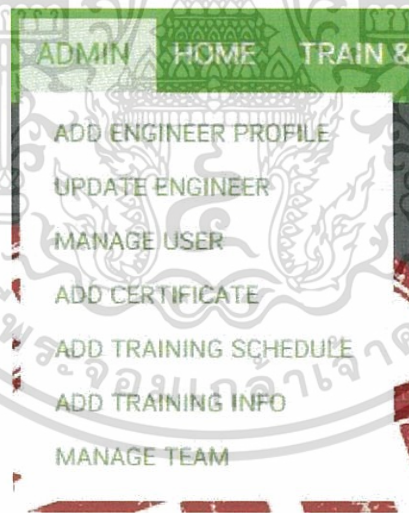 ADMIN HOME TRAIN &
ADD ENGINEER PROFILE
UPDATE ENGINEER
MANAGE USER
ADD CERTIFICATE
ADD TRAINING SCHEDULE
ADD TRAINING INFO
MANAGE TEAM